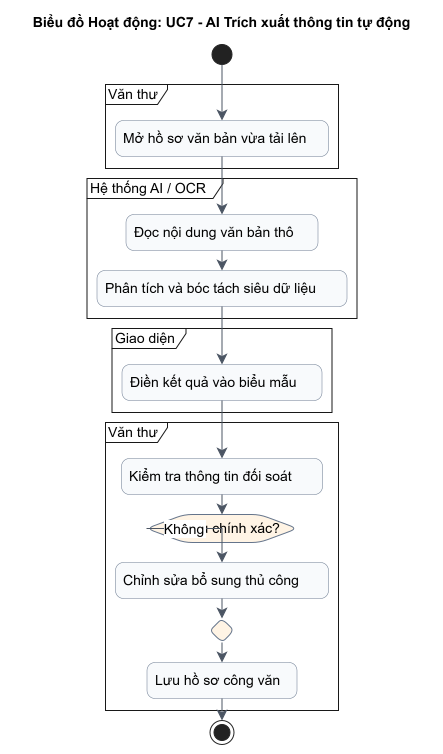 Biểu đồ Hoạt động: UC7 - AI Trích xuất thông tin tự động
Văn thư
Mở hồ sơ văn bản vừa tải lên
Hệ thống AI / OCR
Đọc nội dung văn bản thô
Phân tích và bóc tách siêu dữ liệu
Giao diện
Điền kết quả vào biểu mẫu
Văn thư
Kiểm tra thông tin đối soát
Không chính xác?
Chỉnh sửa bổ sung thủ công
Lưu hồ sơ công văn